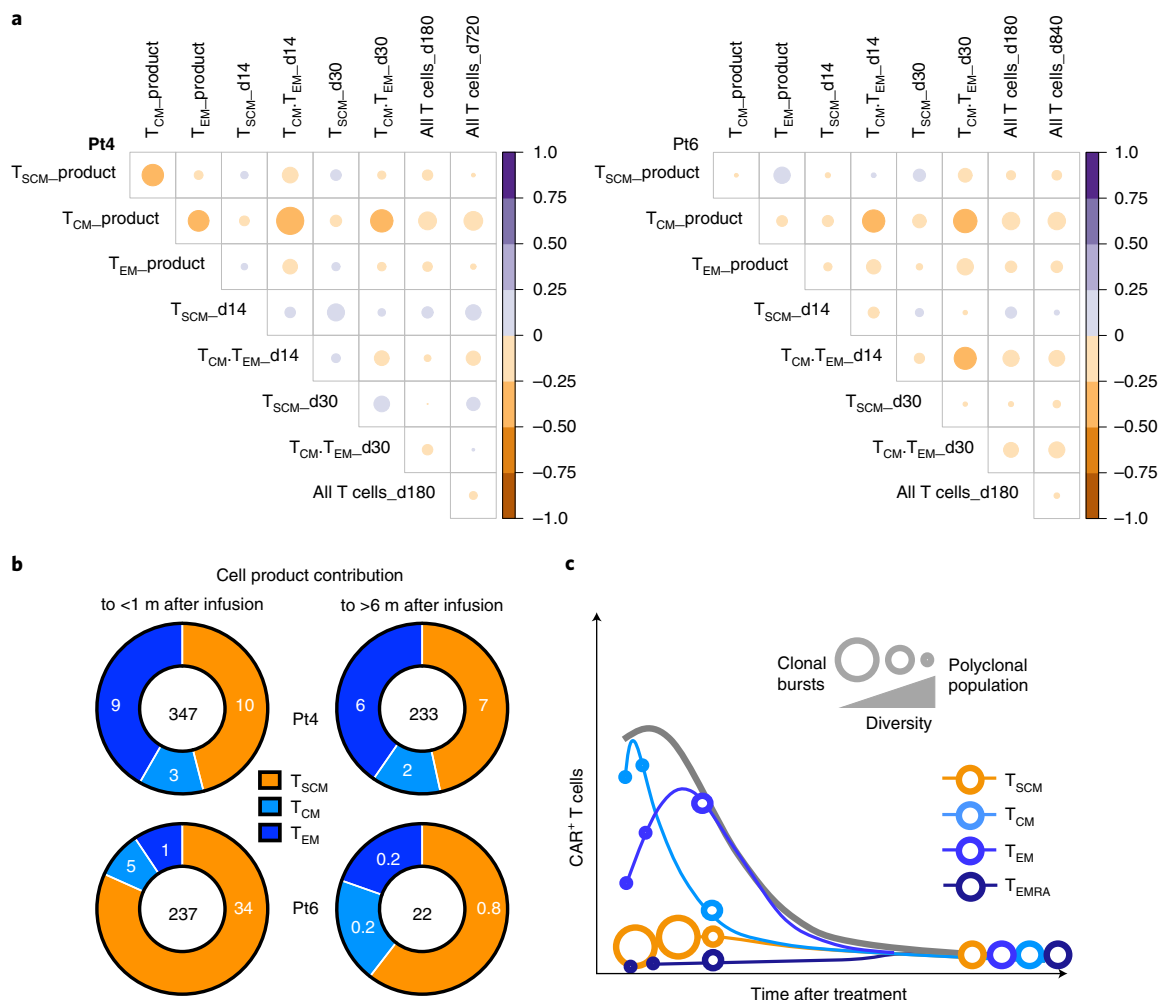 a
T_CM_product
T_EM_product
T_SCM_d14
T_CM.T_EM_d14
T_SCM_d30
T_CM.T_EM_d30
All T cells_d180
All T cells_d720
Pt4
T_SCM_product
T_CM_product
T_EM_product
T_SCM_d14
T_CM.T_EM_d14
T_SCM_d30
T_CM.T_EM_d30
All T cells_d180
1.0
0.75
0.50
0.25
0
–0.25
–0.50
–0.75
–1.0
T_CM_product
T_EM_product
T_SCM_d14
T_CM.T_EM_d14
T_SCM_d30
T_CM.T_EM_d30
All T cells_d180
All T cells_d840
Pt6
T_SCM_product
T_CM_product
T_EM_product
T_SCM_d14
T_CM.T_EM_d14
T_SCM_d30
T_CM.T_EM_d30
All T cells_d180
1.0
0.75
0.50
0.25
0
–0.25
–0.50
–0.75
–1.0
b
Cell product contribution
to <1 m after infusion
to >6 m after infusion
9
347
10
3
Pt4
6
233
7
2
T_SCM
T_CM
T_EM
1
5
237
34
Pt6
0.2
22
0.8
0.2
c
CAR⁺ T cells
Clonal
bursts
Polyclonal
population
Diversity
T_SCM
T_CM
T_EM
T_EMRA
Time after treatment